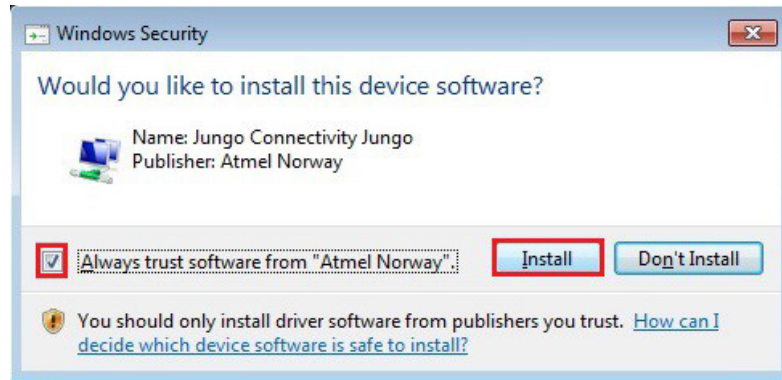 Windows Security
Would you like to install this device software?
Name: Jungo Connectivity Jungo
Publisher: Atmel Norway
Always trust software from "Atmel Norway".
Install
Don't Install
You should only install driver software from publishers you trust. How can I
decide which device software is safe to install?